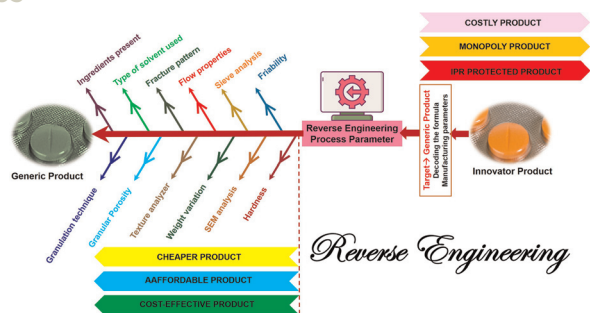 COSTLY PRODUCT
MONOPOLY PRODUCT
IPR PROTECTED PRODUCT
Ingredients present
Type of solvent used
Fracture pattern
Flow properties
Sieve analysis
Friability
Reverse Engineering
Process Parameter
Target→ Generic Product
Decoding the formula
Manufacturing parameters
Generic Product
Innovator Product
Granulation technique
Granular Porosity
Texture analyzer
Weight variation
SEM analysis
Hardness
CHEAPER PRODUCT
AAFFORDABLE PRODUCT
COST-EFFECTIVE PRODUCT
Reverse Engineering